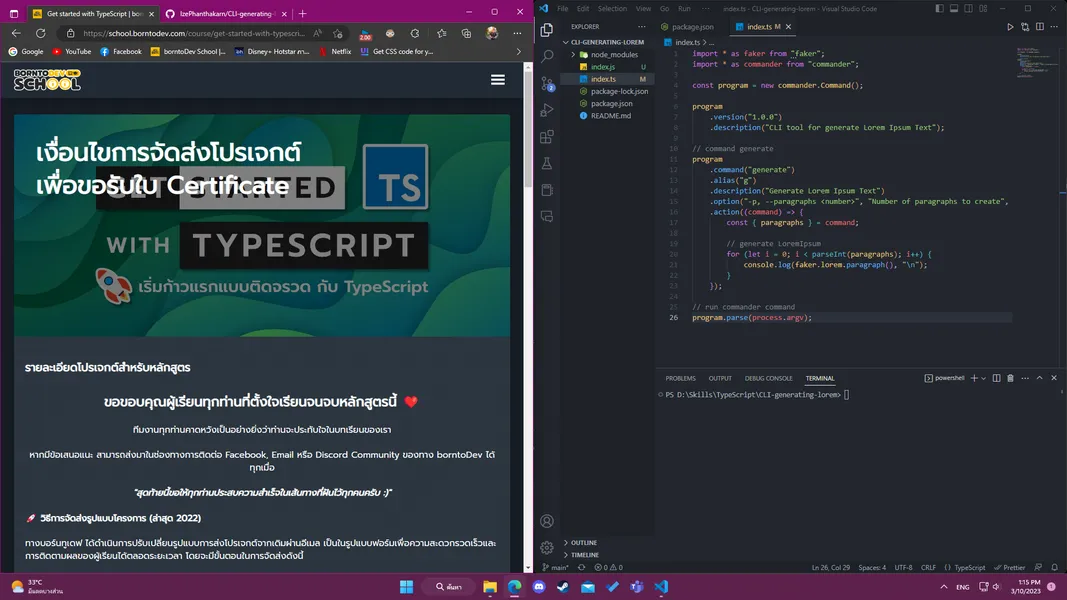 Get started with TypeScript | bor
IzePhanthakarn/CLI-generating-
https://school.borntodev.com/course/get-started-with-typescri...
2.00
Google
YouTube
Facebook
borntoDev School |...
Disney+ Hotstar ภา...
Netflix
Get CSS code for y...
BORNTODEV
SCHOOL
GET STARTED
WITH TYPESCRIPT
TS
เงื่อนไขการจัดส่งโปรเจกต์
เพื่อขอรับใบ Certificate
เริ่มก้าวแรกแบบติดจรวด กับ TypeScript
รายละเอียดโปรเจกต์สำหรับหลักสูตร
ขอขอบคุณผู้เรียนทุกท่านที่ตั้งใจเรียนจนจบหลักสูตรนี้ ❤️
ทีมงานทุกท่านคาดหวังเป็นอย่างยิ่งว่าท่านจะประทับใจในบทเรียนของเรา
หากมีข้อเสนอแนะ สามารถส่งมาในช่องทางการติดต่อ Facebook, Email หรือ Discord Community ของทาง borntoDev ได้
ทุกเมื่อ
"สุดท้ายนี้ขอให้ทุกท่านประสบความสำเร็จในเส้นทางที่ฝันไว้ทุกคนครับ :)"
🚀 วิธีการจัดส่งรูปแบบโครงการ (ล่าสุด 2022)
ทางบอร์นทูเดฟ ได้ดำเนินการปรับเปลี่ยนรูปแบบการส่งโปรเจกต์จากเดิมผ่านอีเมล เป็นในรูปแบบฟอร์มเพื่อความสะดวกรวดเร็วและ
การติดตามผลของผู้เรียนได้ตลอดระยะเวลา โดยจะมีขั้นตอนในการจัดส่งดังนี้
File Edit Selection View Go Run ··· index.ts - CLI-generating-lorem - Visual Studio Code
EXPLORER
CLI-GENERATING-LOREM
node_modules
index.js U
index.ts M
package-lock.json
package.json
README.md
OUTLINE
TIMELINE
2
package.json
index.ts M
index.ts > ...
1 import * as faker from "faker";
2 import * as commander from "commander";
3
4 const program = new commander.Command();
5
6 program
7 .version("1.0.0")
8 .description("CLI tool for generate Lorem Ipsum Text");
9
10 // command generate
11 program
12 .command("generate")
13 .alias("g")
14 .description("Generate Lorem Ipsum Text")
15 .option("-p, --paragraphs <number>", "Number of paragraphs to create",
16 .action((command) => {
17 const { paragraphs } = command;
18
19 // generate LoremIpsum
20 for (let i = 0; i < parseInt(paragraphs); i++) {
21 console.log(faker.lorem.paragraph(), "\n");
22 }
23 });
24
25 // run commander command
26 program.parse(process.argv);
PROBLEMS OUTPUT DEBUG CONSOLE TERMINAL
powershell
PS D:\Skills\TypeScript\CLI-generating-lorem>
main* 0 0
Ln 26, Col 29 Spaces: 4 UTF-8 CRLF { } TypeScript Prettier
33°C
มีแดดบางส่วน
ค้นหา
ENG
1:15 PM
3/10/2023
1